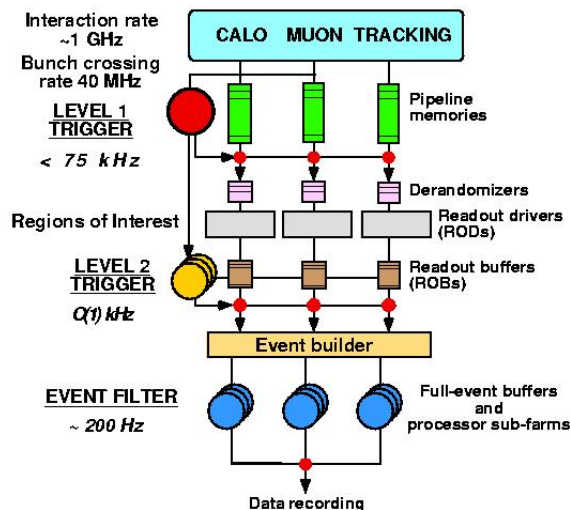 Interaction rate
~1 GHz
CALO MUON TRACKING
Bunch crossing
rate 40 MHz
LEVEL 1
TRIGGER
< 75 kHz
Pipeline
memories
Derandomizers
Regions of Interest
Readout drivers
(RODs)
LEVEL 2
TRIGGER
O(1) kHz
Readout buffers
(ROBs)
Event builder
EVENT FILTER
~ 200 Hz
Full-event buffers
and
processor sub-farms
Data recording